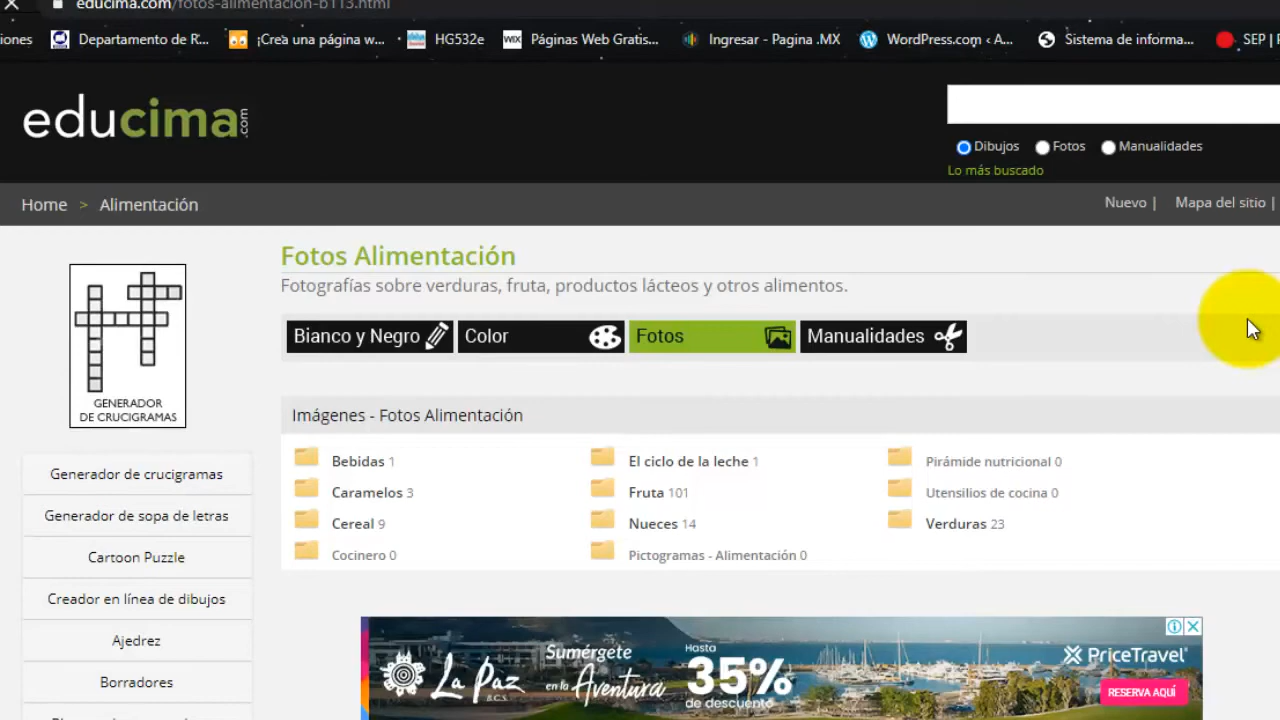 educima.com/fotos-alimentacion-b113.html
iones Departamento de R... ¡Crea una página w... HG532e WIX Páginas Web Gratis... Ingresar - Pagina .MX WordPress.com ‹ A... Sistema de informa... SEP |
educima.com
Dibujos Fotos Manualidades
Lo más buscado
Home > Alimentación
Nuevo | Mapa del sitio |
Fotos Alimentación
Fotografías sobre verduras, fruta, productos lácteos y otros alimentos.
Bianco y Negro Color Fotos Manualidades
GENERADOR
DE CRUCIGRAMAS
Imágenes - Fotos Alimentación
Bebidas 1 El ciclo de la leche 1 Pirámide nutricional 0
Caramelos 3 Fruta 101 Utensilios de cocina 0
Cereal 9 Nueces 14 Verduras 23
Cocinero 0 Pictogramas - Alimentación 0
Generador de crucigramas
Generador de sopa de letras
Cartoon Puzzle
Creador en línea de dibujos
Ajedrez
Borradores
La Paz B.C.S.
Sumérgete
en la Aventura
Hasta
35%
de descuento
PriceTravel
RESERVA AQUÍ